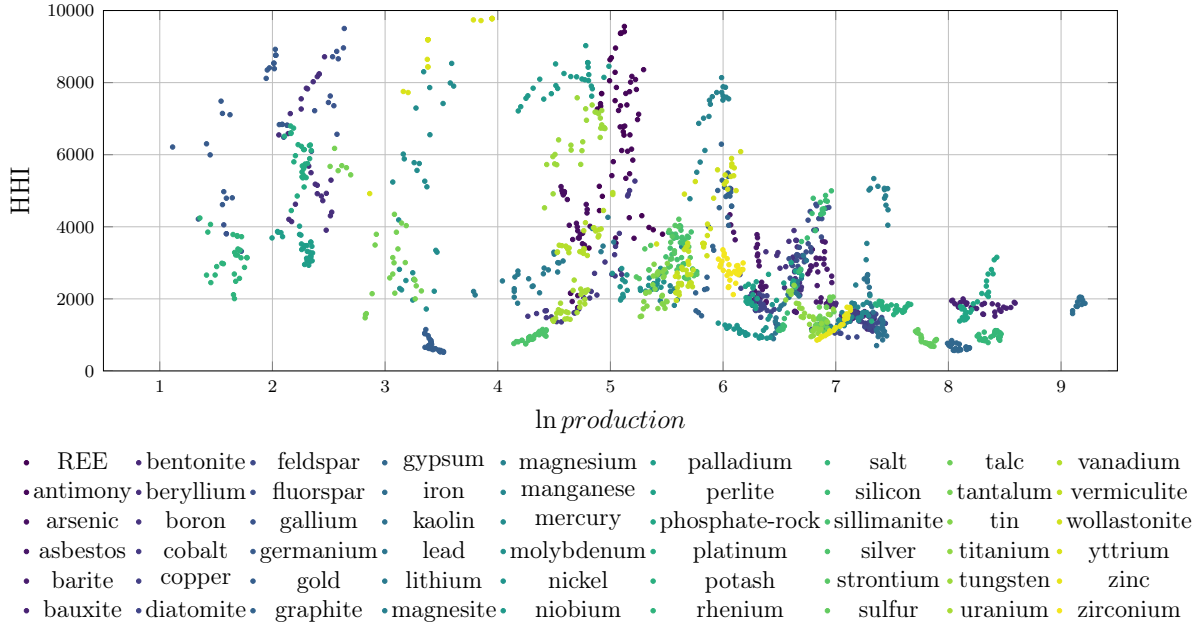 10000
8000
6000
4000
2000
0
HHI
1 2 3 4 5 6 7 8 9
ln production
REE bentonite feldspar gypsum magnesium palladium salt talc vanadium
antimony beryllium fluorspar iron manganese perlite silicon tantalum vermiculite
arsenic boron gallium kaolin mercury phosphate-rock sillimanite tin wollastonite
asbestos cobalt germanium lead molybdenum platinum silver titanium yttrium
barite copper gold lithium nickel potash strontium tungsten zinc
bauxite diatomite graphite magnesite niobium rhenium sulfur uranium zirconium